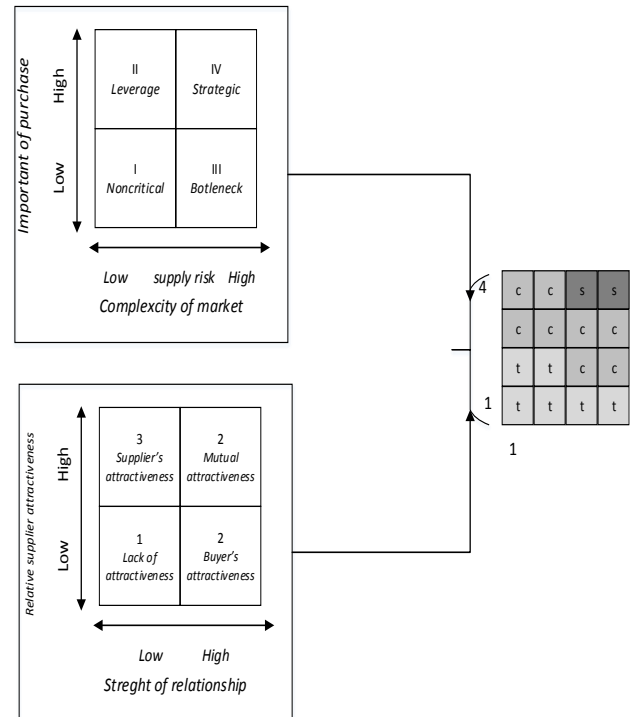 Important of purchase
High
Low
II
Leverage
IV
Strategic
I
Noncritical
III
Botleneck
Low supply risk High
Complexcity of market
Relative supplier attractiveness
High
Low
3
Supplier's
attractiveness
2
Mutual
attractiveness
1
Lack of
attractiveness
2
Buyer's
attractiveness
Low High
Streght of relationship
4
c c s s
c c c c
t t c c
1
t t t t
1